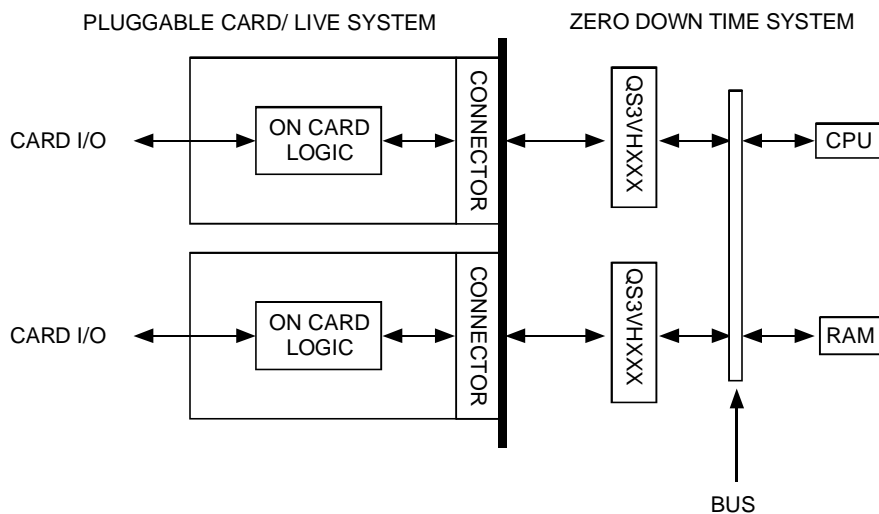 PLUGGABLE CARD/ LIVE SYSTEM
ZERO DOWN TIME SYSTEM
CARD I/O
ON CARD
LOGIC
CONNECTOR
QS3VHXXX
CPU
CARD I/O
ON CARD
LOGIC
CONNECTOR
QS3VHXXX
RAM
BUS